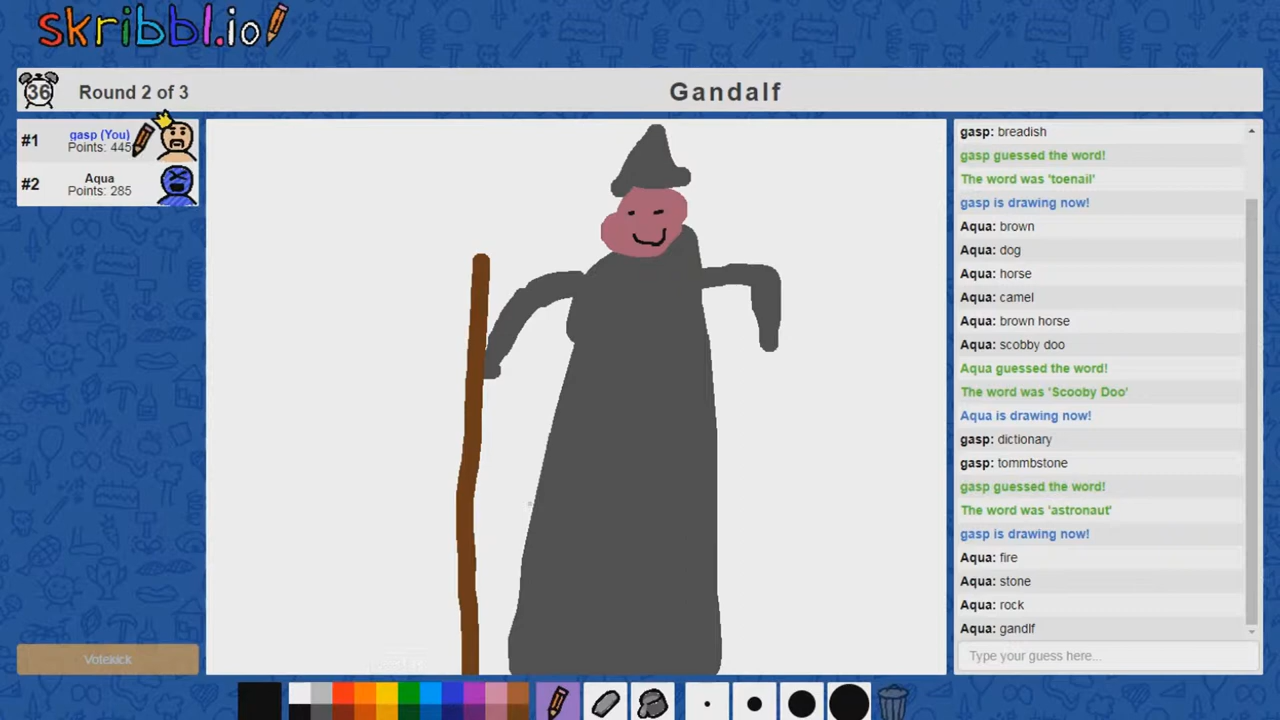 skribbl.io
36
Round 2 of 3
Gandalf
#1
gasp (You)
Points: 445
#2
Aqua
Points: 285
Votekick
gasp: breadish
gasp guessed the word!
The word was 'toenail'
gasp is drawing now!
Aqua: brown
Aqua: dog
Aqua: horse
Aqua: camel
Aqua: brown horse
Aqua: scobby doo
Aqua guessed the word!
The word was 'Scooby Doo'
Aqua is drawing now!
gasp: dictionary
gasp: tommbstone
gasp guessed the word!
The word was 'astronaut'
gasp is drawing now!
Aqua: fire
Aqua: stone
Aqua: rock
Aqua: gandlf
Type your guess here...